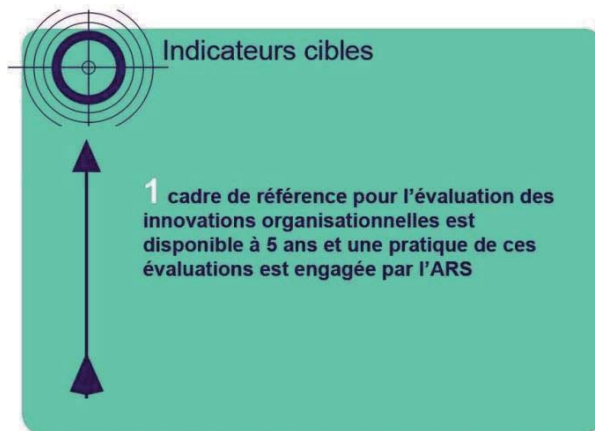 Indicateurs cibles
1 cadre de référence pour l'évaluation des
innovations organisationnelles est
disponible à 5 ans et une pratique de ces
évaluations est engagée par l'ARS